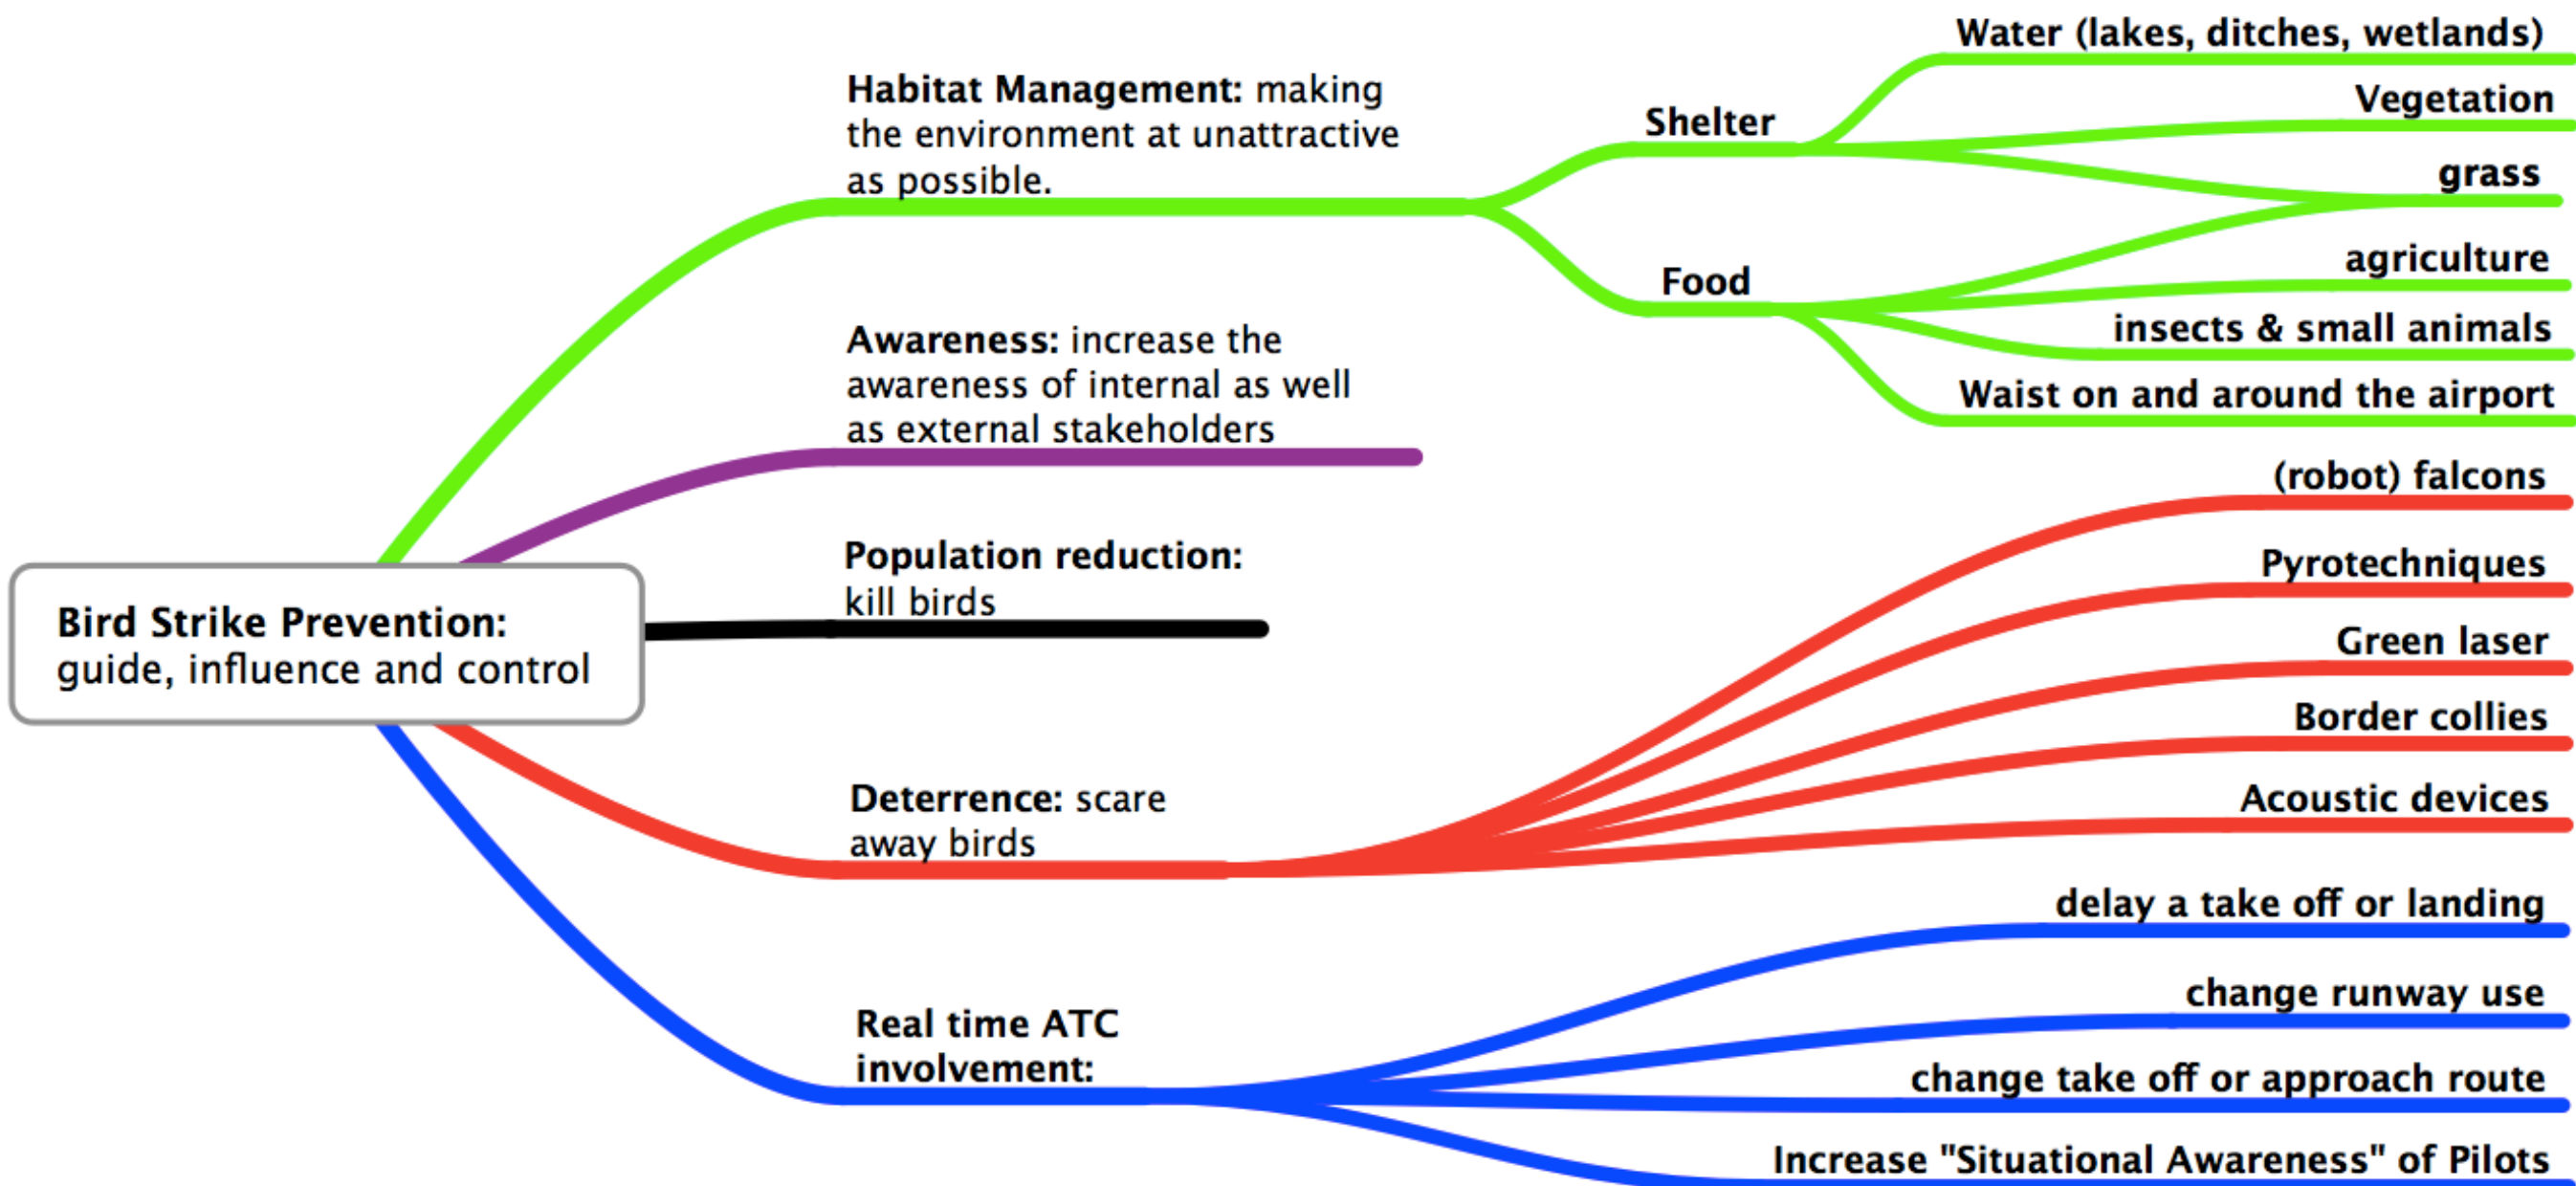 Bird Strike Prevention:
guide, influence and control
Habitat Management: making
the environment at unattractive
as possible.
Shelter
Water (lakes, ditches, wetlands)
Vegetation
grass
Food
agriculture
insects & small animals
Waist on and around the airport
Awareness: increase the
awareness of internal as well
as external stakeholders
Population reduction:
kill birds
Deterrence: scare
away birds
(robot) falcons
Pyrotechniques
Green laser
Border collies
Acoustic devices
Real time ATC
involvement:
delay a take off or landing
change runway use
change take off or approach route
Increase "Situational Awareness" of Pilots